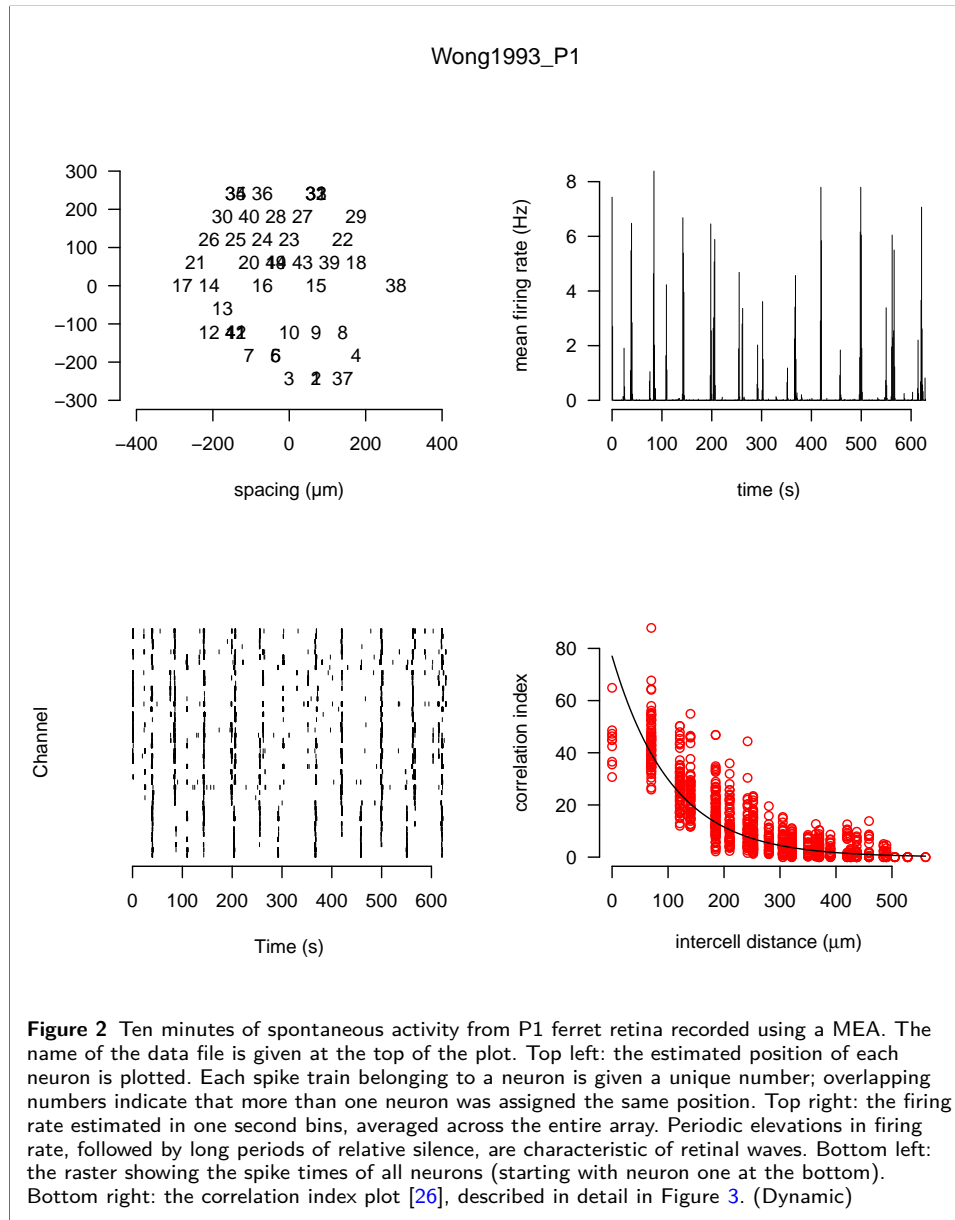 Wong1993_P1
300
200
100
0
−100
−200
−300
36
30 40 28 27 29
26 25 24 23 22
21 20 43 39 18
17 14 16 15 38
13
12 10 9 8
7 4
3 37
−400 −200 0 200 400
spacing (µm)
mean firing rate (Hz)
8
6
4
2
0
0 100 200 300 400 500 600
time (s)
Channel
0 100 200 300 400 500 600
Time (s)
correlation index
80
60
40
20
0
0 100 200 300 400 500
intercell distance (µm)
Figure 2 Ten minutes of spontaneous activity from P1 ferret retina recorded using a MEA. The
name of the data file is given at the top of the plot. Top left: the estimated position of each
neuron is plotted. Each spike train belonging to a neuron is given a unique number; overlapping
numbers indicate that more than one neuron was assigned the same position. Top right: the firing
rate estimated in one second bins, averaged across the entire array. Periodic elevations in firing
rate, followed by long periods of relative silence, are characteristic of retinal waves. Bottom left:
the raster showing the spike times of all neurons (starting with neuron one at the bottom).
Bottom right: the correlation index plot [26], described in detail in Figure 3. (Dynamic)